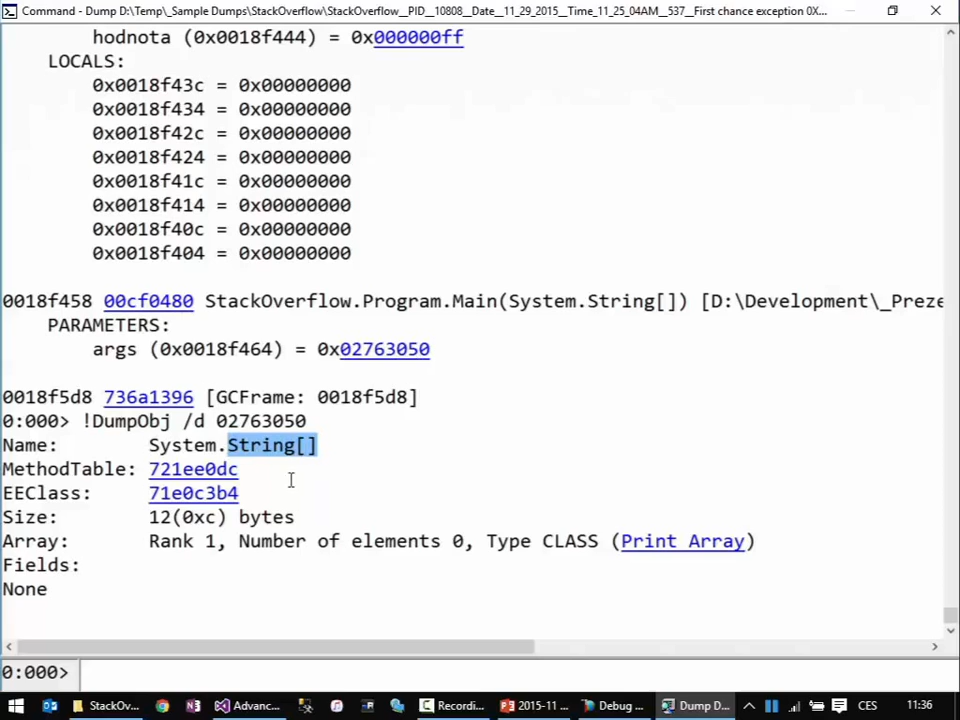 Command - Dump D:\Temp\_Sample Dumps\StackOverflow\StackOverflow__PID__10808__Date__11_29_2015__Time_11_25_04AM__537__First chance exception 0X...
hodnota (0x0018f444) = 0x000000ff
LOCALS:
0x0018f43c = 0x00000000
0x0018f434 = 0x00000000
0x0018f42c = 0x00000000
0x0018f424 = 0x00000000
0x0018f41c = 0x00000000
0x0018f414 = 0x00000000
0x0018f40c = 0x00000000
0x0018f404 = 0x00000000
0018f458 00cf0480 StackOverflow.Program.Main(System.String[]) [D:\Development\_Preze
PARAMETERS:
args (0x0018f464) = 0x02763050
0018f5d8 736a1396 [GCFrame: 0018f5d8]
0:000> !DumpObj /d 02763050
Name: System.String[]
MethodTable: 721ee0dc
EEClass: 71e0c3b4
Size: 12(0xc) bytes
Array: Rank 1, Number of elements 0, Type CLASS (Print Array)
Fields:
None
0:000>
StackOv... N Advanc... Recordi... 2015-11 ... Debug ... Dump D... CES 11:36